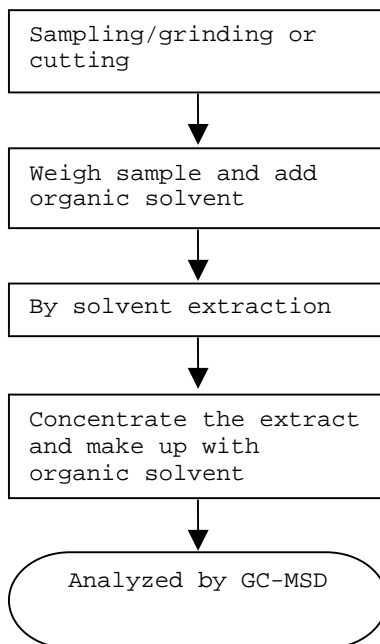 Sampling/grinding or
cutting
Weigh sample and add
organic solvent
By solvent extraction
Concentrate the extract
and make up with
organic solvent
Analyzed by GC-MSD